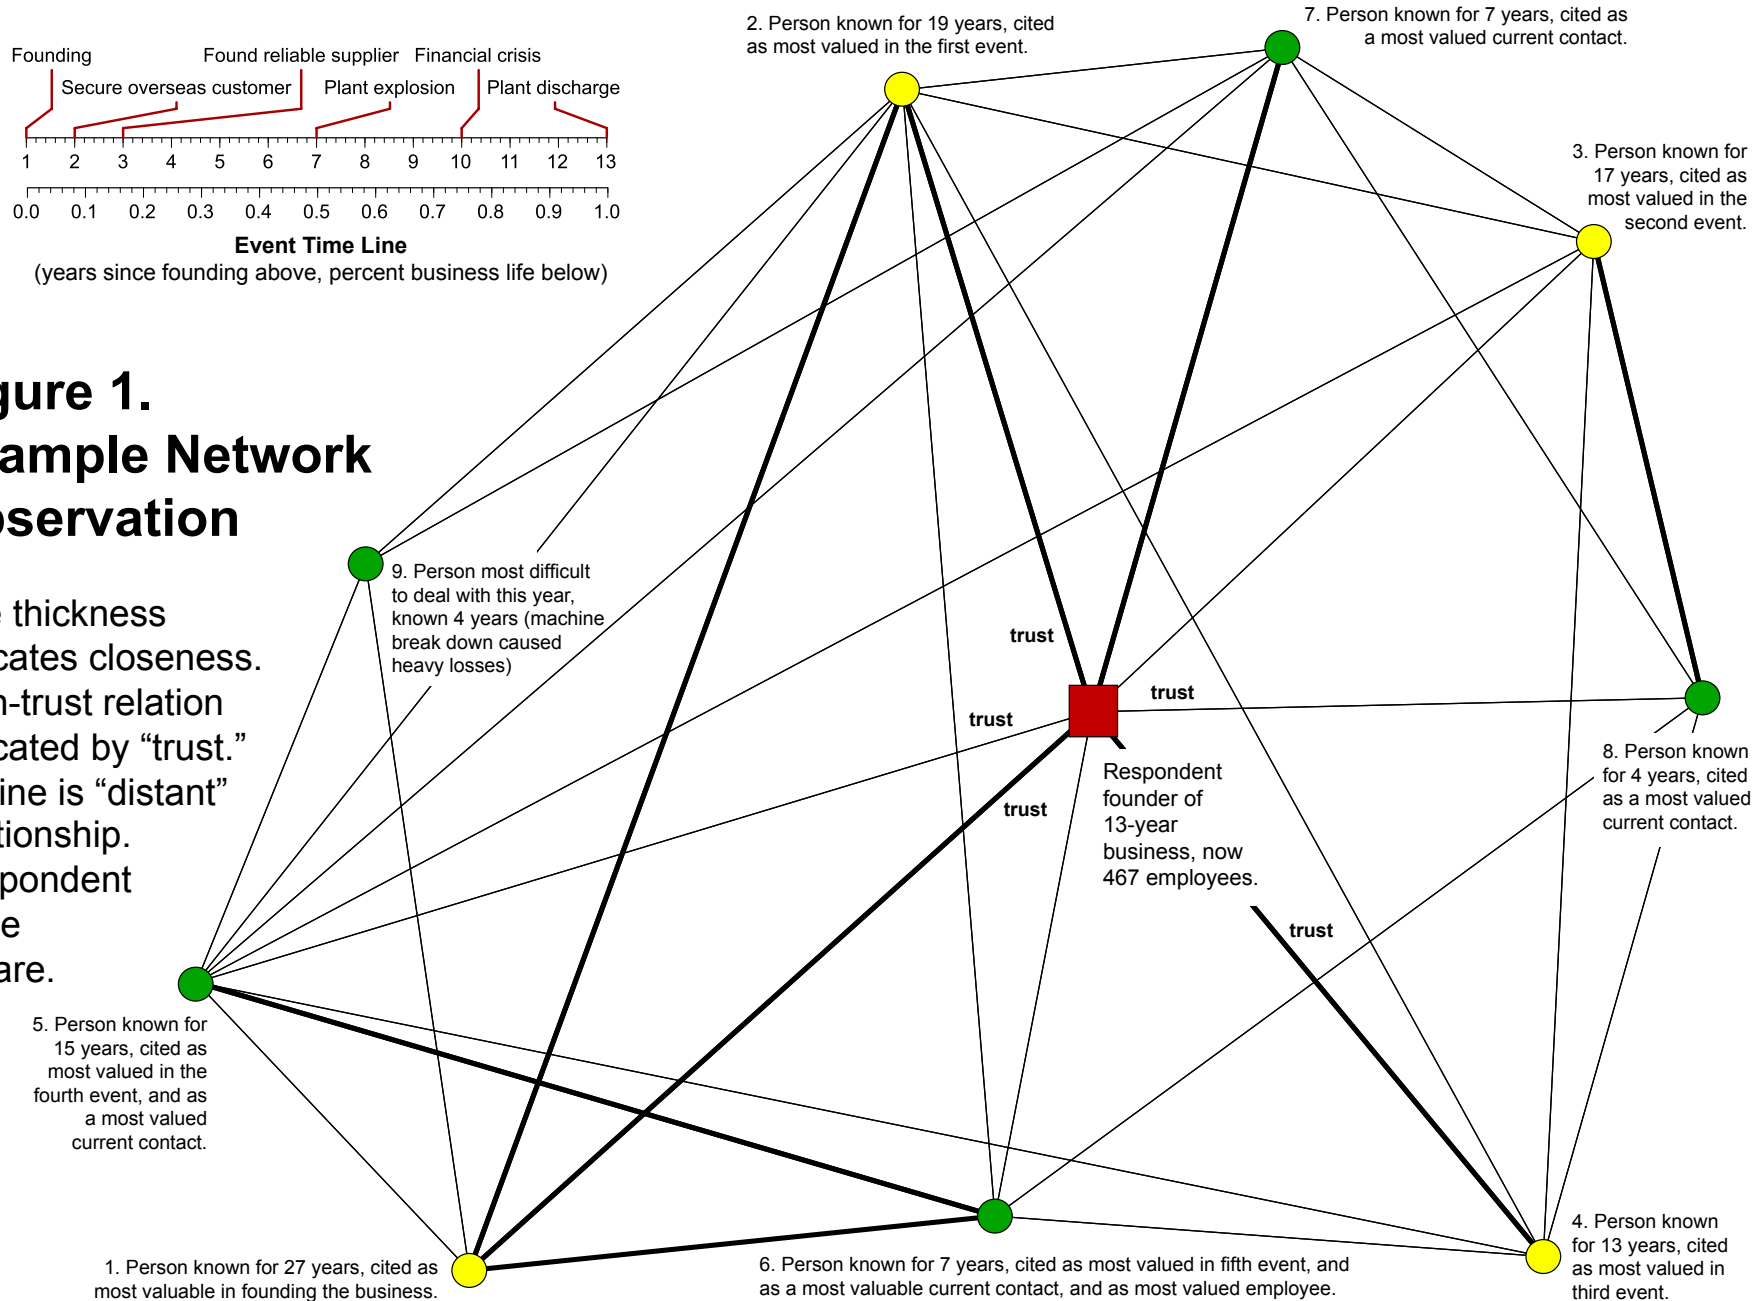 2. Person known for 19 years, cited
as most valued in the first event.
7. Person known for 7 years, cited as
a most valued current contact.
Founding
Found reliable supplier
Financial crisis
Secure overseas customer
Plant explosion
Plant discharge
1 2 3 4 5 6 7 8 9 10 11 12 13
0.0 0.1 0.2 0.3 0.4 0.5 0.6 0.7 0.8 0.9 1.0
Event Time Line
(years since founding above, percent business life below)
3. Person known for
17 years, cited as
most valued in the
second event.
gure 1.
ample Network
servation
thickness
cates closeness.
n-trust relation
cated by “trust.”
ine is “distant”
tionship.
pondent
e
are.
9. Person most difficult
to deal with this year,
known 4 years (machine
break down caused
heavy losses)
trust
trust
trust
trust
trust
Respondent
founder of
13-year
business, now
467 employees.
8. Person known
for 4 years, cited
as a most valued
current contact.
5. Person known for
15 years, cited as
most valued in the
fourth event, and as
a most valued
current contact.
1. Person known for 27 years, cited as
most valuable in founding the business.
6. Person known for 7 years, cited as most valued in fifth event, and
as a most valuable current contact, and as most valued employee.
4. Person known
for 13 years, cited
as most valued in
third event.